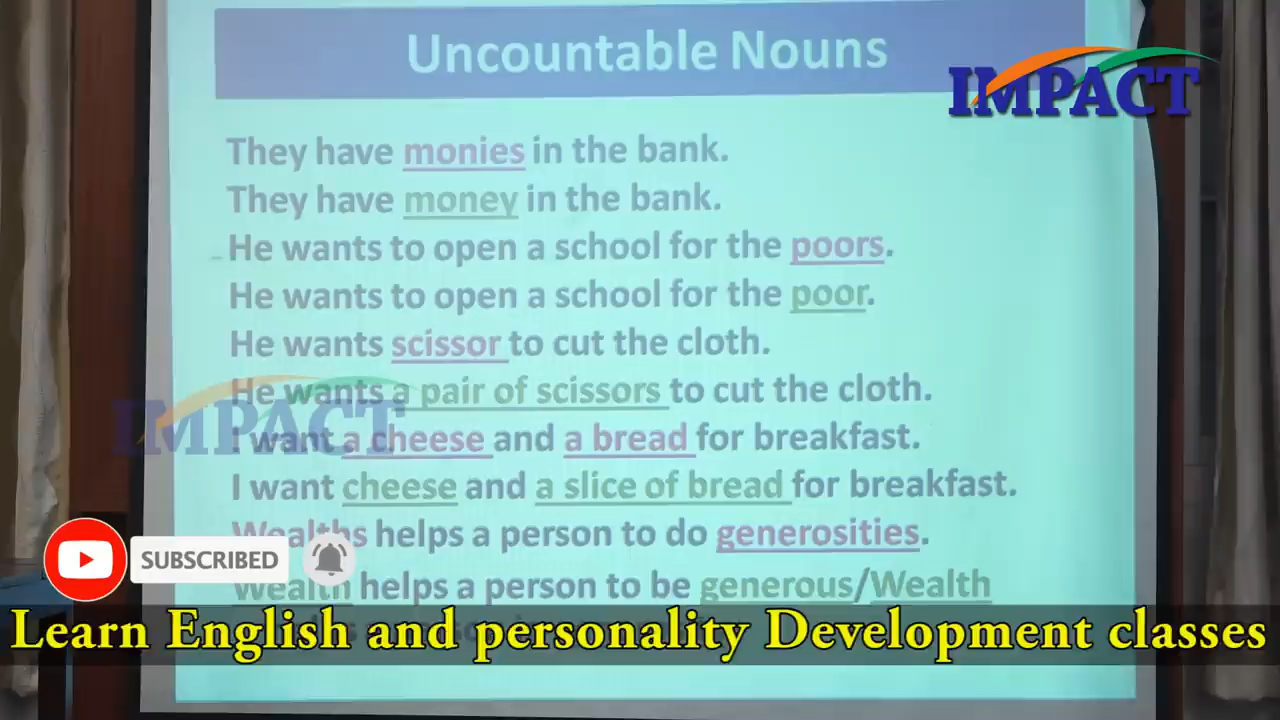 Uncountable Nouns
IMPACT
They have monies in the bank.
They have money in the bank.
He wants to open a school for the poors.
He wants to open a school for the poor.
He wants scissor to cut the cloth.
He wants a pair of scissors to cut the cloth.
IMPACT
I want a cheese and a bread for breakfast.
I want cheese and a slice of bread for breakfast.
Wealths helps a person to do generosities.
SUBSCRIBED
Wealth helps a person to be generous/Wealth
Learn English and personality Development classes